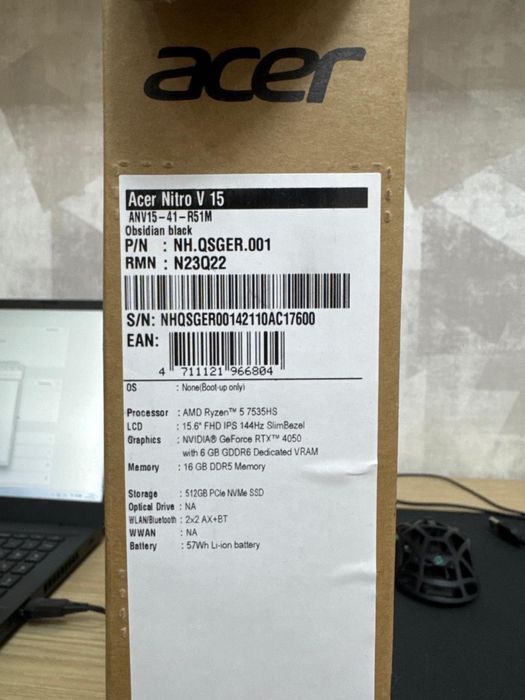 acer
Acer Nitro V 15
ANV15-41-R51M
Obsidian black
P/N : NH.QSGER.001
RMN : N23Q22
S/N: NHQSGER00142110AC17600
EAN:
4 711121 966804
OS : None(Boot-up only)
Processor : AMD Ryzen™ 5 7535HS
LCD : 15.6" FHD IPS 144Hz SlimBezel
Graphics : NVIDIA® GeForce RTX™ 4050
with 6 GB GDDR6 Dedicated VRAM
Memory : 16 GB DDR5 Memory
Storage : 512GB PCIe NVMe SSD
Optical Drive : NA
WLAN/Bluetooth : 2x2 AX+BT
WWAN : NA
Battery : 57Wh Li-ion battery